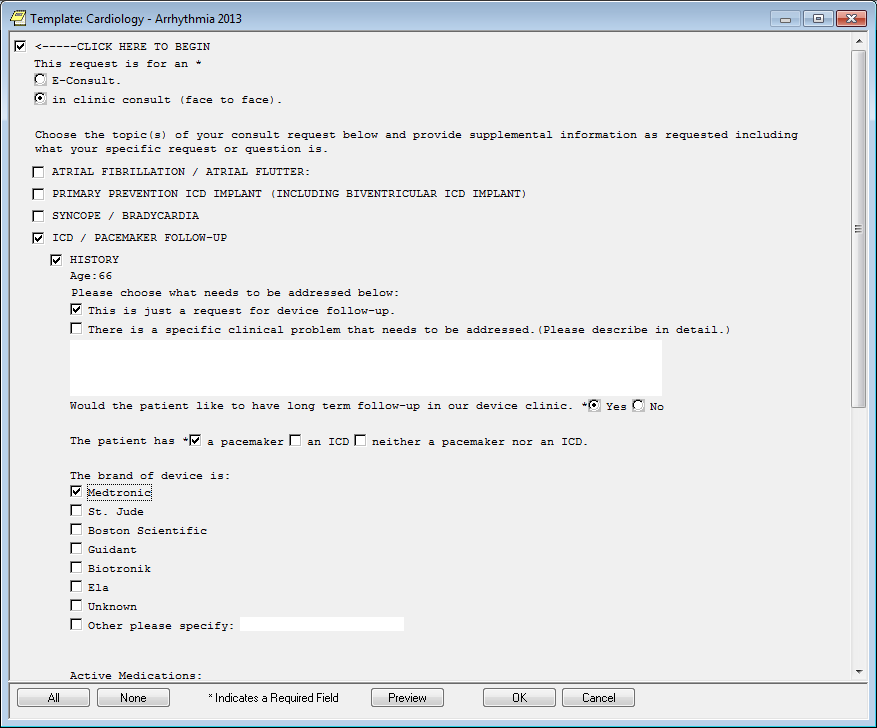 Template: Cardiology - Arrhythmia 2013
<-----CLICK HERE TO BEGIN
This request is for an *
E-Consult.
in clinic consult (face to face).
Choose the topic(s) of your consult request below and provide supplemental information as requested including
what your specific request or question is.
ATRIAL FIBRILLATION / ATRIAL FLUTTER:
PRIMARY PREVENTION ICD IMPLANT (INCLUDING BIVENTRICULAR ICD IMPLANT)
SYNCOPE / BRADYCARDIA
ICD / PACEMAKER FOLLOW-UP
HISTORY
Age:66
Please choose what needs to be addressed below:
This is just a request for device follow-up.
There is a specific clinical problem that needs to be addressed.(Please describe in detail.)
Would the patient like to have long term follow-up in our device clinic. * Yes No
The patient has * a pacemaker an ICD neither a pacemaker nor an ICD.
The brand of device is:
Medtronic
St. Jude
Boston Scientific
Guidant
Biotronik
Ela
Unknown
Other please specify:
Active Medications:
All None * Indicates a Required Field Preview OK Cancel